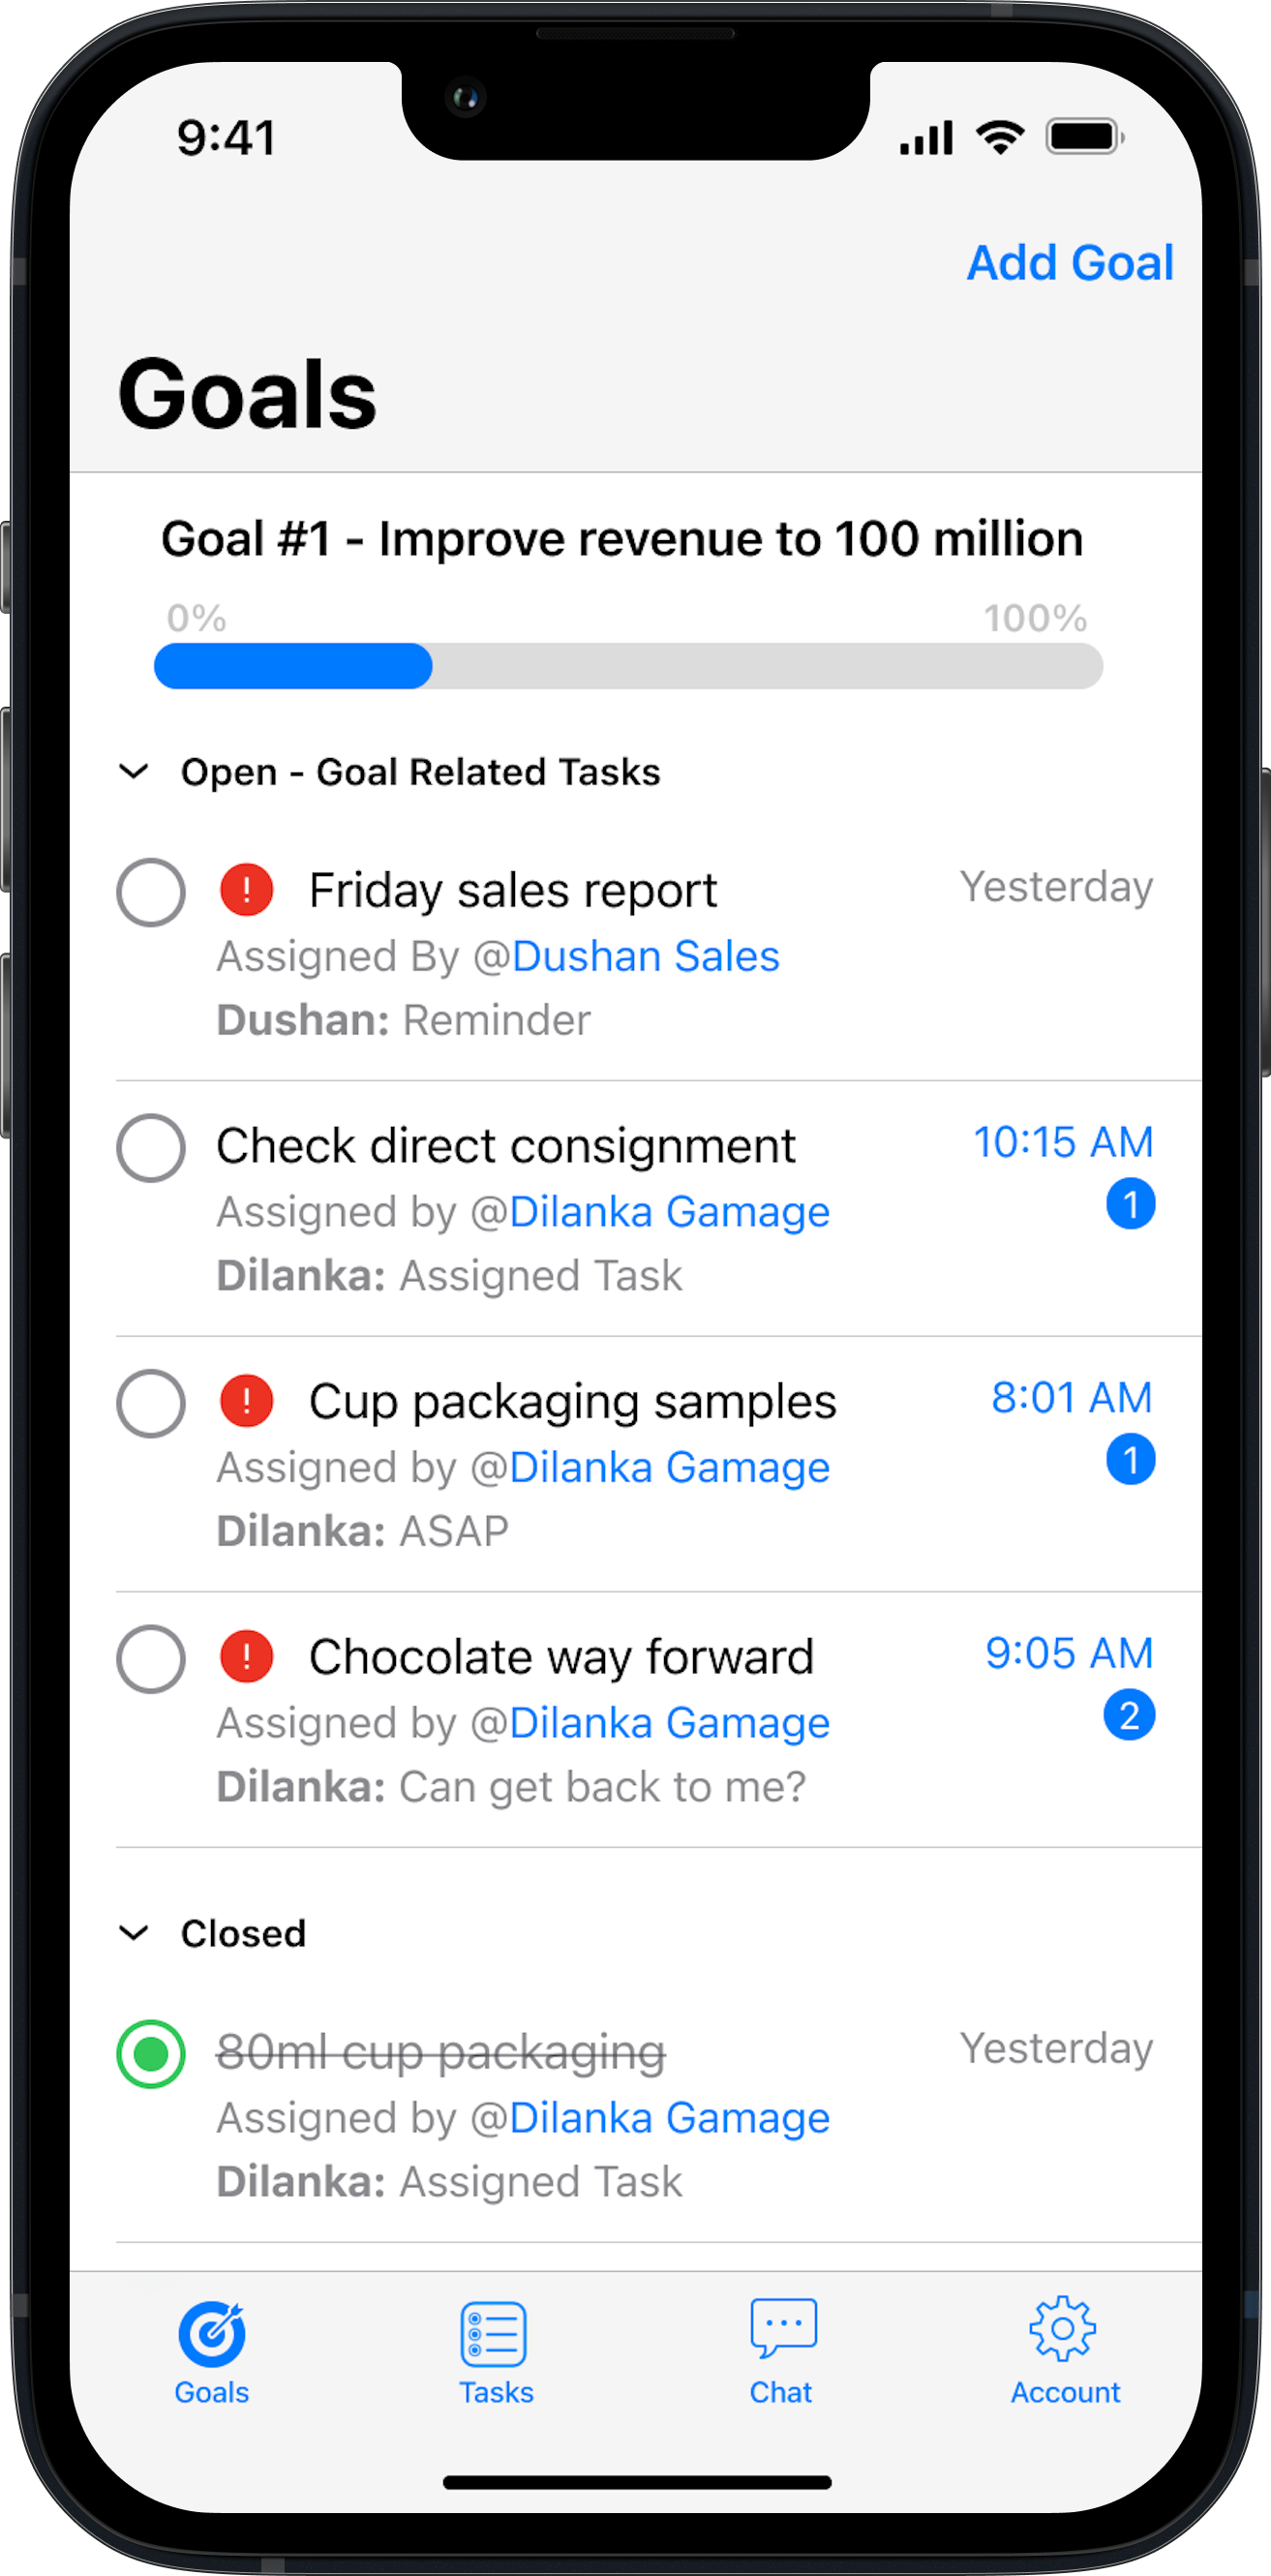 9:41
Add Goal
Goals
Goal #1 - Improve revenue to 100 million
0% 100%
Open - Goal Related Tasks
! Friday sales report Yesterday
Assigned By @Dushan Sales
Dushan: Reminder
Check direct consignment 10:15 AM
Assigned by @Dilanka Gamage 1
Dilanka: Assigned Task
! Cup packaging samples 8:01 AM
Assigned by @Dilanka Gamage 1
Dilanka: ASAP
! Chocolate way forward 9:05 AM
Assigned by @Dilanka Gamage 2
Dilanka: Can get back to me?
Closed
80ml cup packaging Yesterday
Assigned by @Dilanka Gamage
Dilanka: Assigned Task
Goals Tasks Chat Account